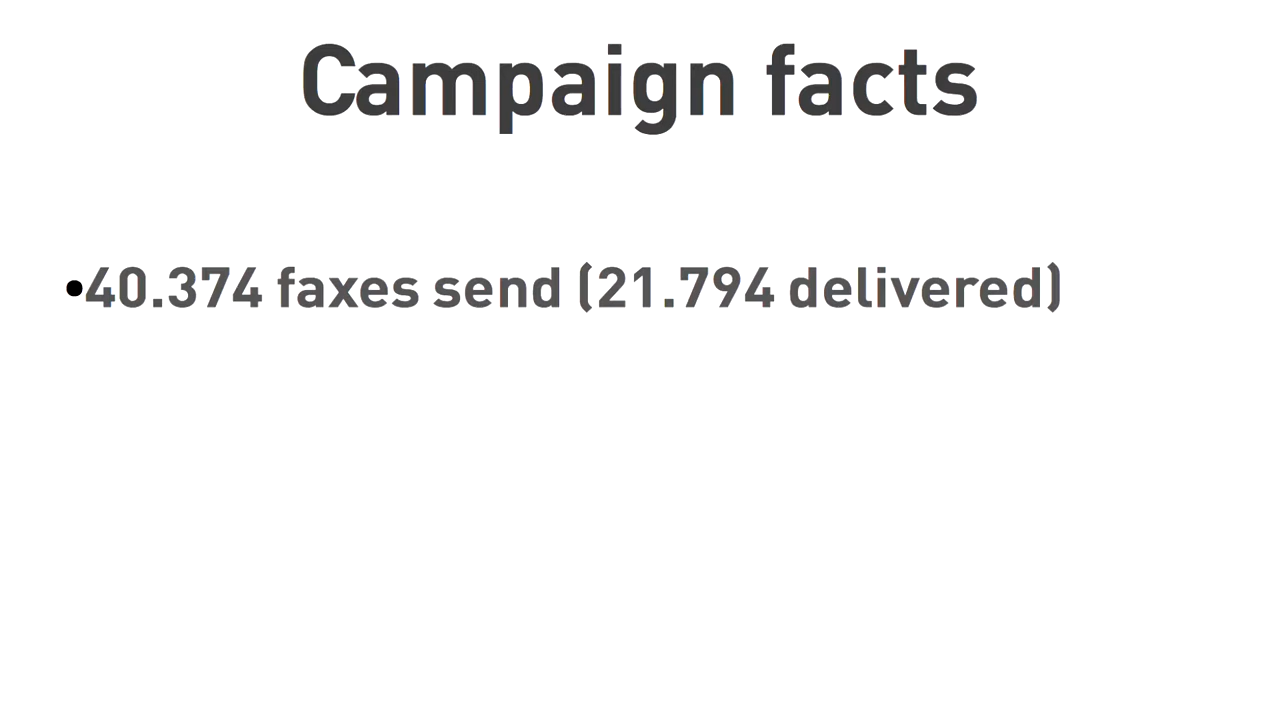 Campaign facts
•40.374 faxes send (21.794 delivered)